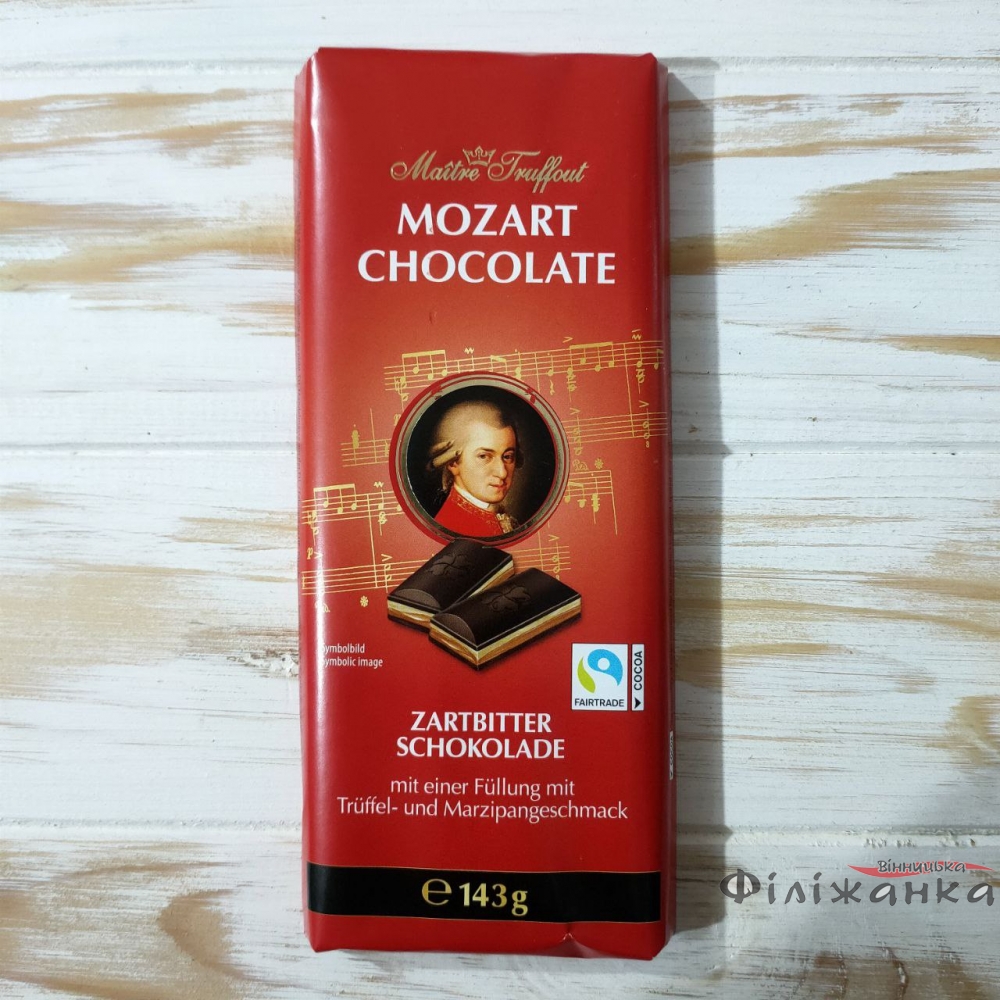 Maître Truffout
MOZART
CHOCOLATE
Symbolbild
Symbolic image
FAIRTRADE
COCOA
ZARTBITTER
SCHOKOLADE
mit einer Füllung mit
Trüffel- und Marzipangeschmack
℮ 143g
Вінницька
Філіжанка